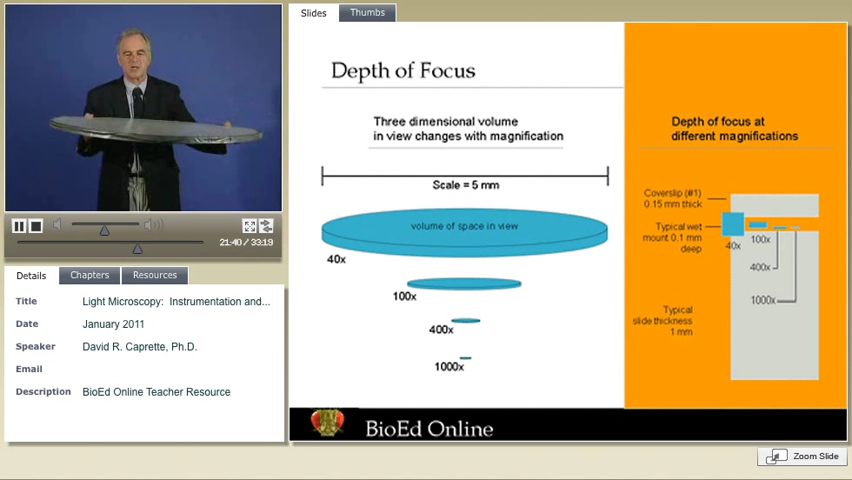 Slides
Thumbs
Depth of Focus
Three dimensional volume
in view changes with magnification
Scale = 5 mm
volume of space in view
40x
100x
400x
1000x
Depth of focus at
different magnifications
Coverslip (#1)
0.15 mm thick
Typical wet
mount 0.1 mm
deep
40x
100x
400x
1000x
Typical
slide thickness
1 mm
BioEd Online
Zoom Slide
21:40 / 33:19
Details
Chapters
Resources
Title
Light Microscopy: Instrumentation and...
Date
January 2011
Speaker
David R. Caprette, Ph.D.
Email
Description
BioEd Online Teacher Resource